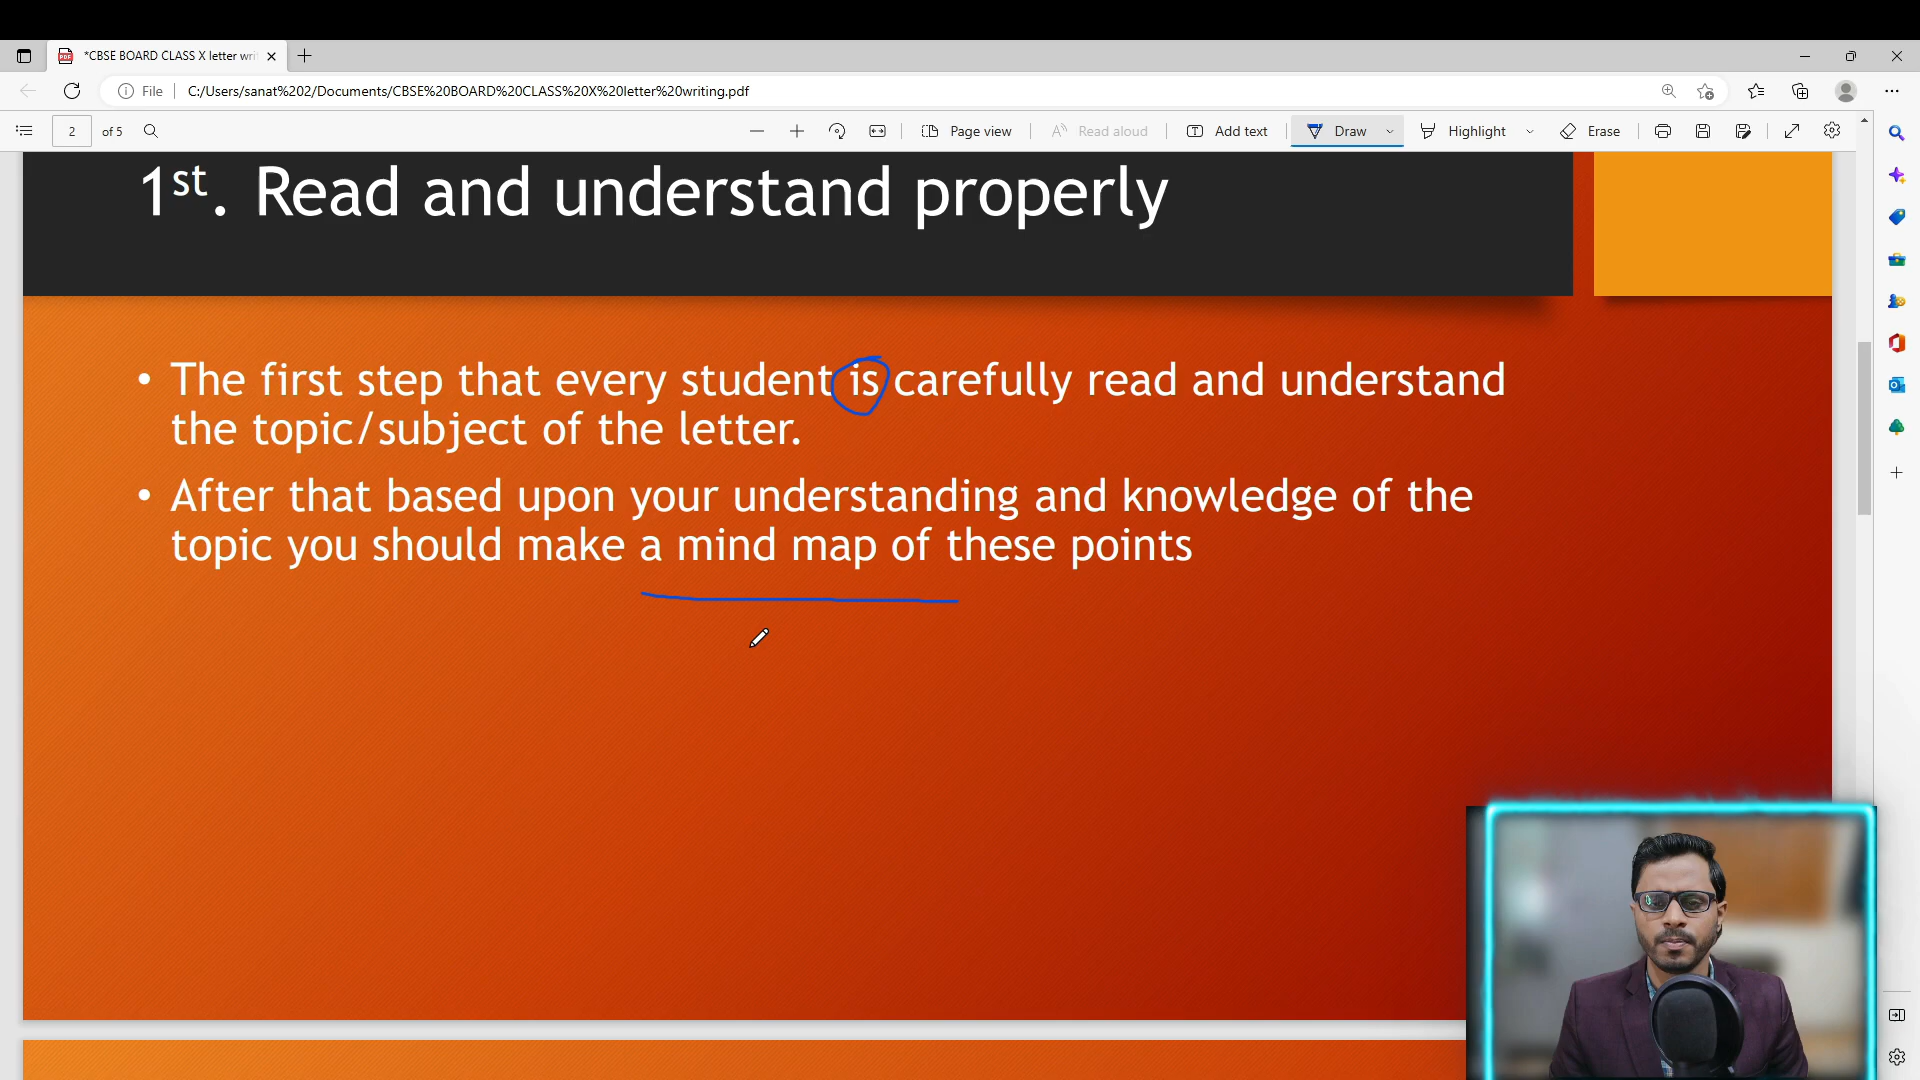 *CBSE BOARD CLASS X letter wri
File C:/Users/sanat%202/Documents/CBSE%20BOARD%20CLASS%20X%20letter%20writing.pdf
2 of 5 Page view Read aloud Add text Draw Highlight Erase
1st. Read and understand properly
• The first step that every student is carefully read and understand
the topic/subject of the letter.
• After that based upon your understanding and knowledge of the
topic you should make a mind map of these points